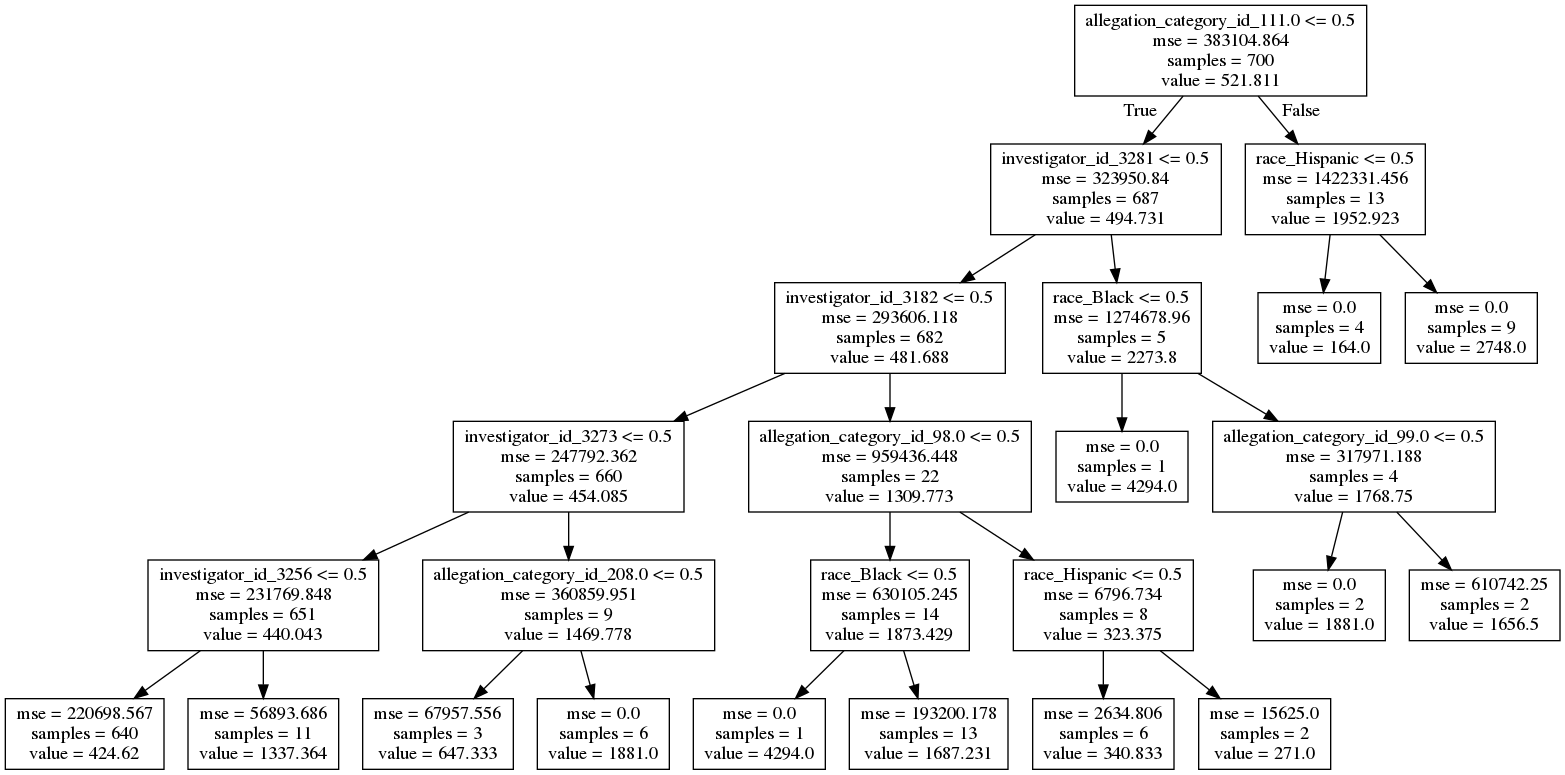 allegation_category_id_111.0 <= 0.5
mse = 383104.864
samples = 700
value = 521.811
True
False
investigator_id_3281 <= 0.5
mse = 323950.84
samples = 687
value = 494.731
race_Hispanic <= 0.5
mse = 1422331.456
samples = 13
value = 1952.923
investigator_id_3182 <= 0.5
mse = 293606.118
samples = 682
value = 481.688
race_Black <= 0.5
mse = 1274678.96
samples = 5
value = 2273.8
mse = 0.0
samples = 4
value = 164.0
mse = 0.0
samples = 9
value = 2748.0
investigator_id_3273 <= 0.5
mse = 247792.362
samples = 660
value = 454.085
allegation_category_id_98.0 <= 0.5
mse = 959436.448
samples = 22
value = 1309.773
mse = 0.0
samples = 1
value = 4294.0
allegation_category_id_99.0 <= 0.5
mse = 317971.188
samples = 4
value = 1768.75
investigator_id_3256 <= 0.5
mse = 231769.848
samples = 651
value = 440.043
allegation_category_id_208.0 <= 0.5
mse = 360859.951
samples = 9
value = 1469.778
race_Black <= 0.5
mse = 630105.245
samples = 14
value = 1873.429
race_Hispanic <= 0.5
mse = 6796.734
samples = 8
value = 323.375
mse = 0.0
samples = 2
value = 1881.0
mse = 610742.25
samples = 2
value = 1656.5
mse = 220698.567
samples = 640
value = 424.62
mse = 56893.686
samples = 11
value = 1337.364
mse = 67957.556
samples = 3
value = 647.333
mse = 0.0
samples = 6
value = 1881.0
mse = 0.0
samples = 1
value = 4294.0
mse = 193200.178
samples = 13
value = 1687.231
mse = 2634.806
samples = 6
value = 340.833
mse = 15625.0
samples = 2
value = 271.0